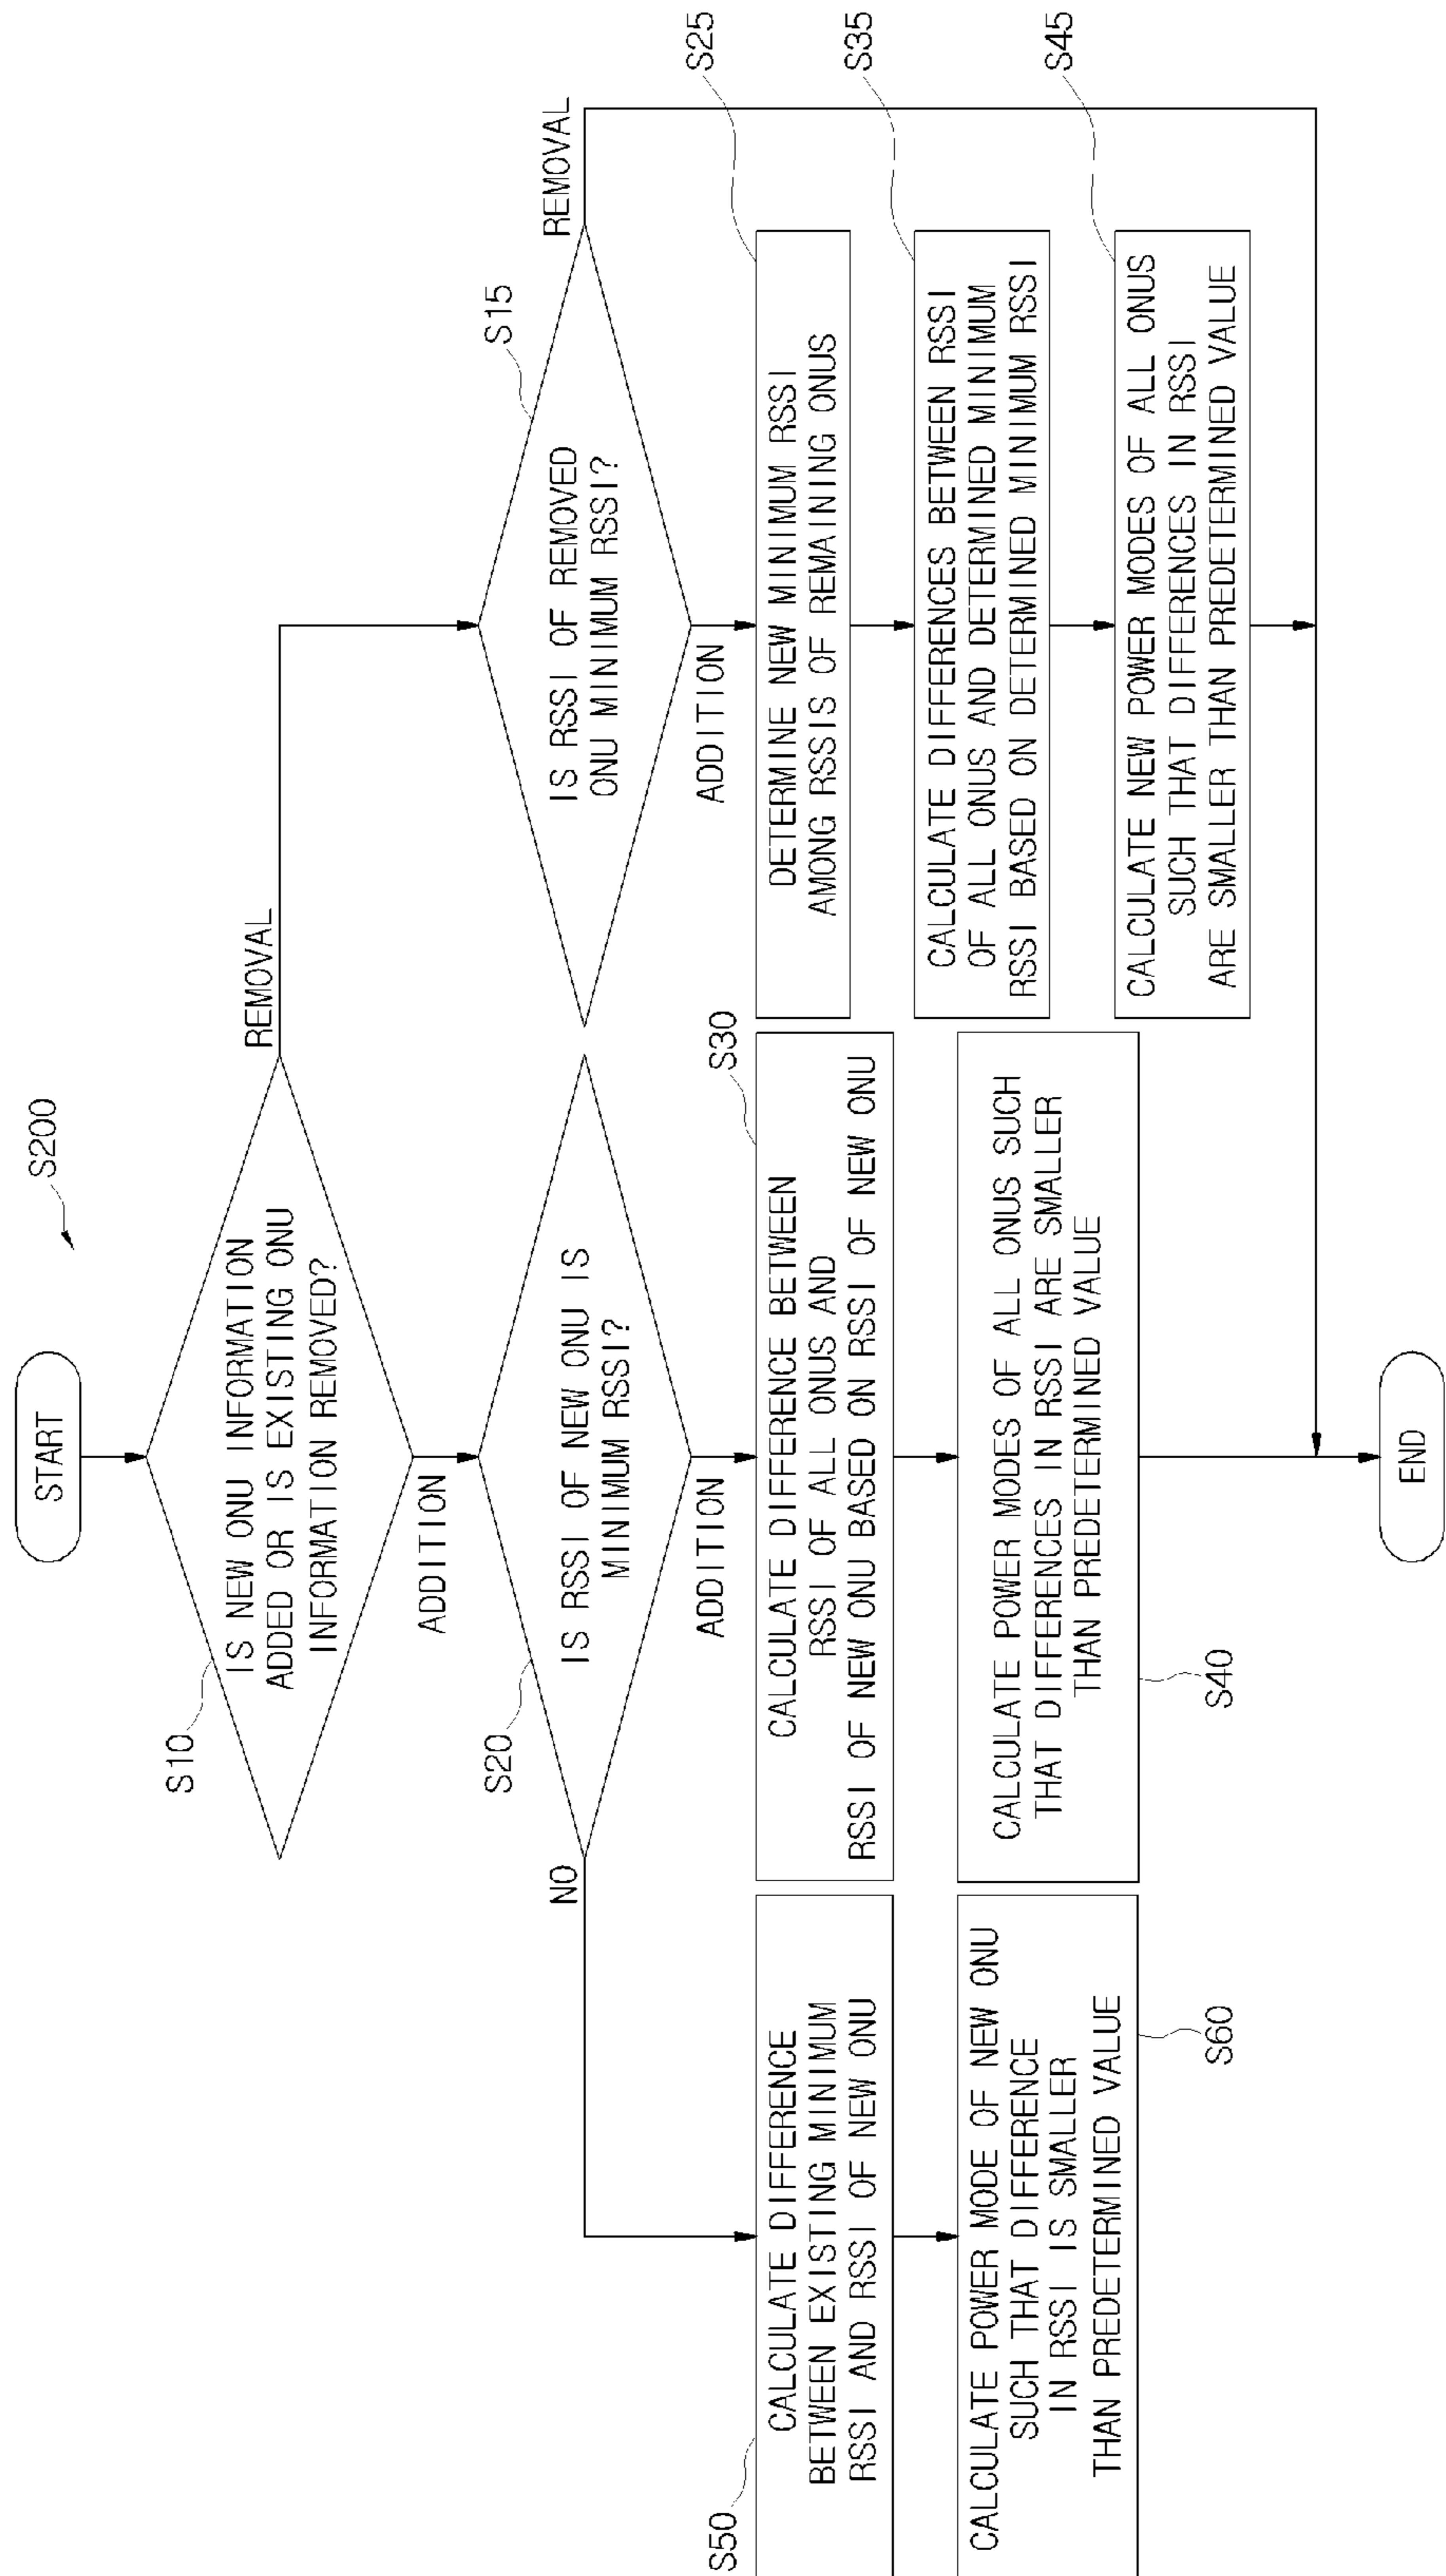 S200
START
S10
IS NEW ONU INFORMATION
ADDED OR IS EXISTING ONU
INFORMATION REMOVED?
REMOVAL
ADDITION
S20
IS RSSI OF NEW ONU IS
MINIMUM RSSI?
NO
ADDITION
S15
IS RSSI OF REMOVED
ONU MINIMUM RSSI?
REMOVAL
ADDITION
S50
CALCULATE DIFFERENCE
BETWEEN EXISTING MINIMUM
RSSI AND RSSI OF NEW ONU
S30
CALCULATE DIFFERENCE BETWEEN
RSSI OF ALL ONUS AND
RSSI OF NEW ONU BASED ON RSSI OF NEW ONU
S25
DETERMINE NEW MINIMUM RSSI
AMONG RSSIS OF REMAINING ONUS
S35
CALCULATE DIFFERENCES BETWEEN RSSI
OF ALL ONUS AND DETERMINED MINIMUM
RSSI BASED ON DETERMINED MINIMUM RSSI
CALCULATE POWER MODE OF NEW ONU
SUCH THAT DIFFERENCE
IN RSSI IS SMALLER
THAN PREDETERMINED VALUE
S60
CALCULATE POWER MODES OF ALL ONUS SUCH
THAT DIFFERENCES IN RSSI ARE SMALLER
THAN PREDETERMINED VALUE
S40
S45
CALCULATE NEW POWER MODES OF ALL ONUS
SUCH THAT DIFFERENCES IN RSSI
ARE SMALLER THAN PREDETERMINED VALUE
END